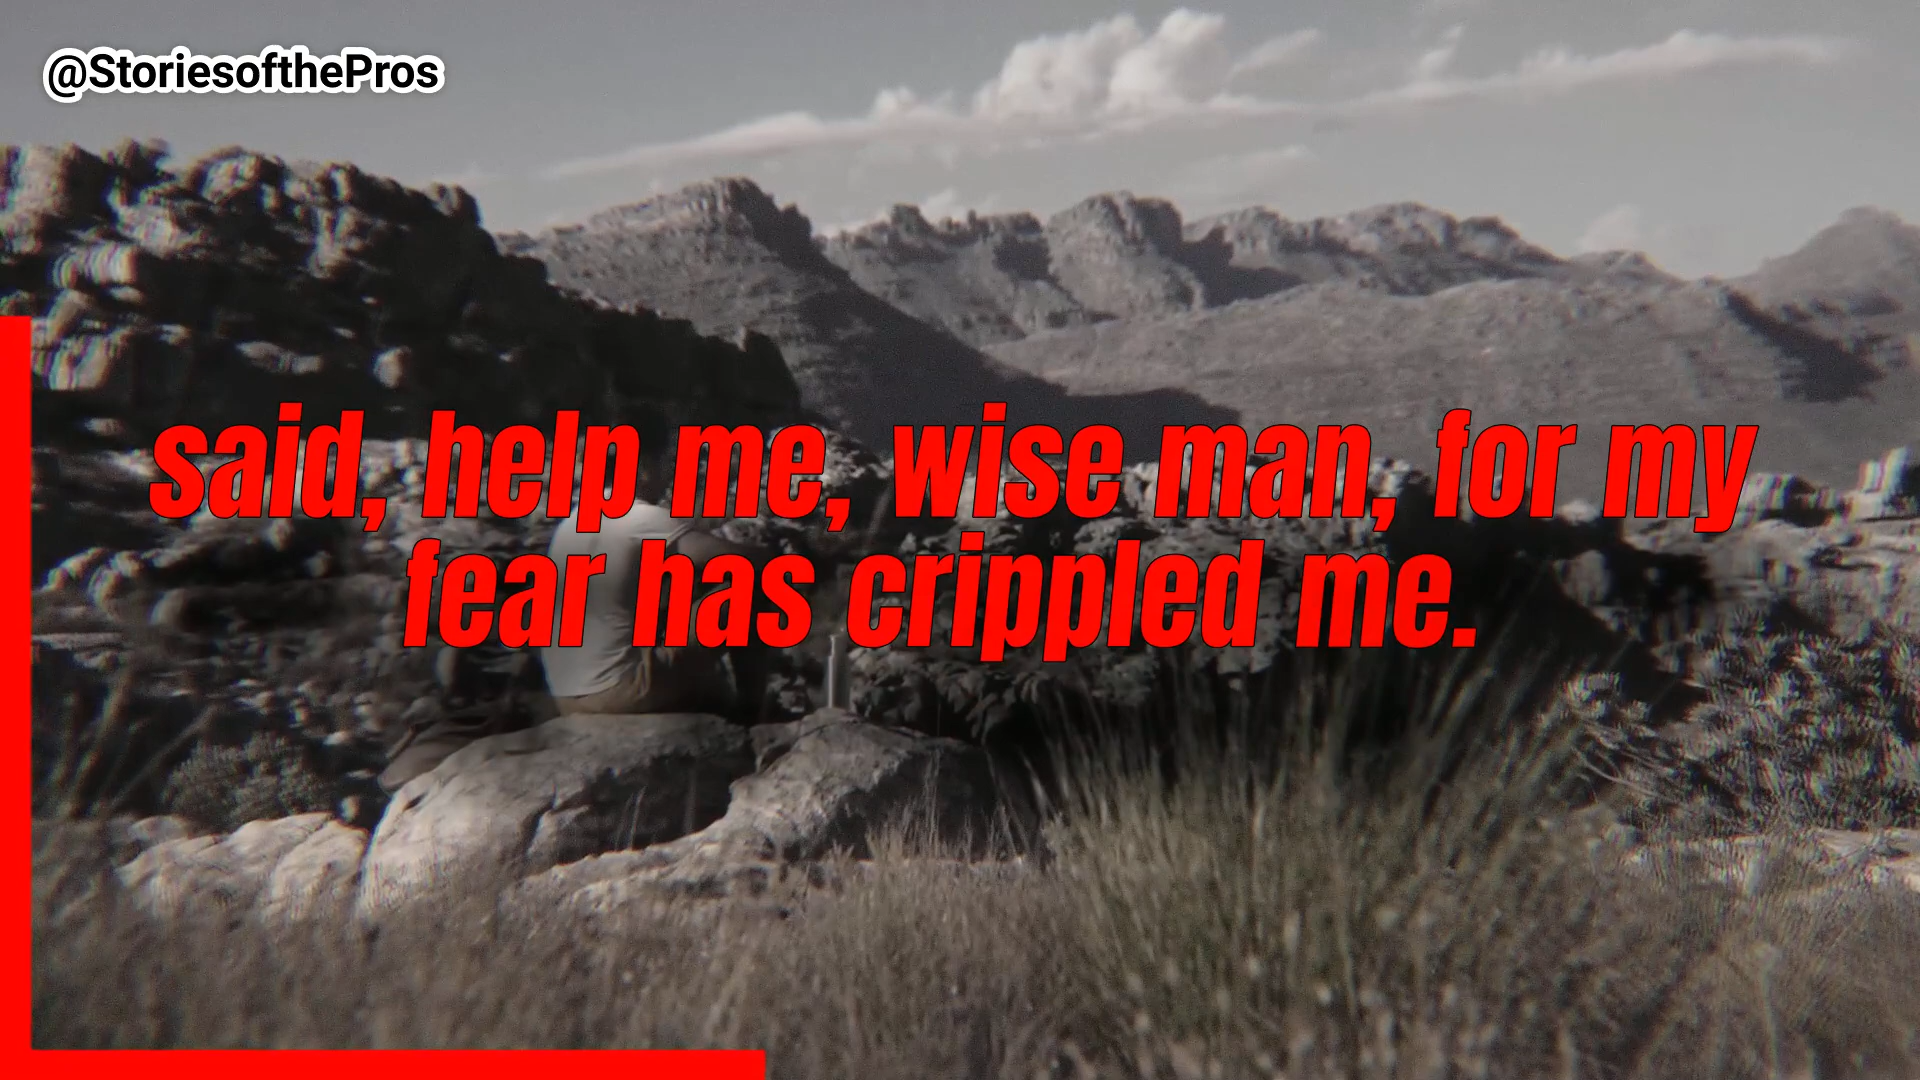 @StoriesofthePros
said, help me, wise man, for my
fear has crippled me.